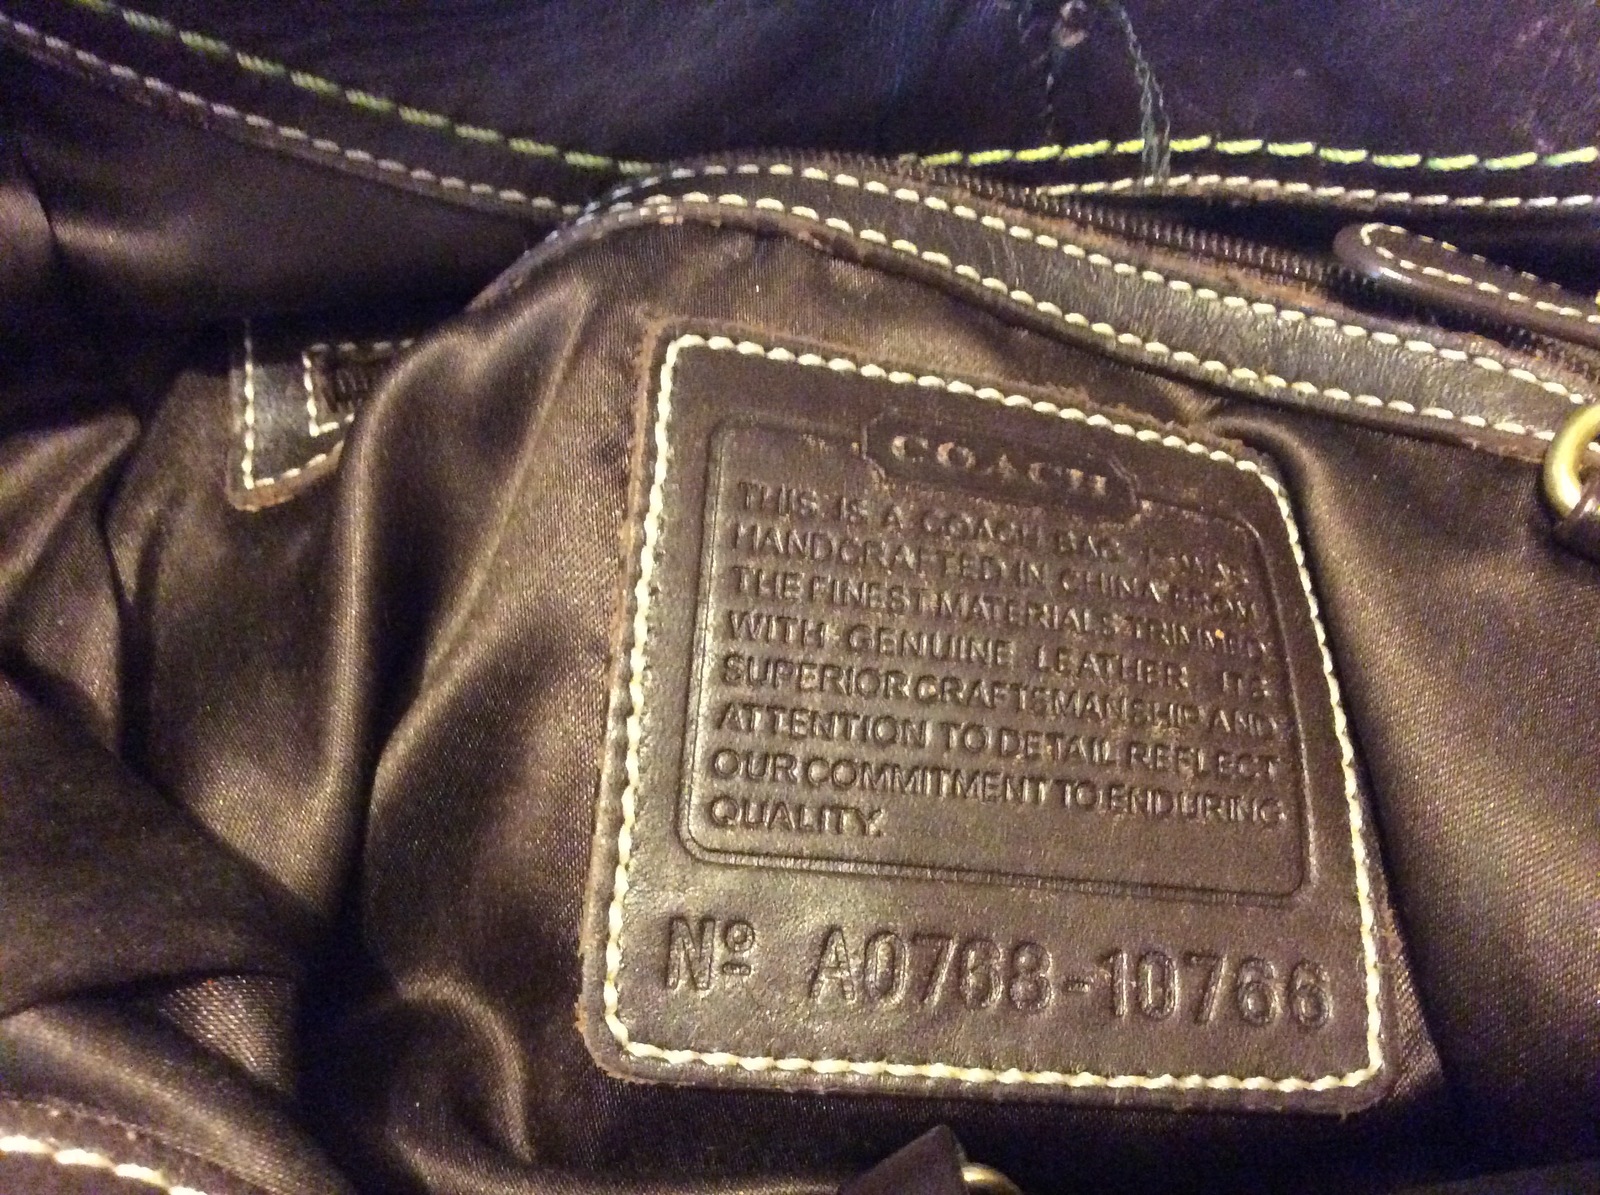 COACH
THIS IS A COACH BAG. IT WAS
HANDCRAFTED IN CHINA FROM
THE FINEST MATERIALS TRIMMED
WITH GENUINE LEATHER. ITS
SUPERIOR CRAFTSMANSHIP AND
ATTENTION TO DETAIL REFLECT
OUR COMMITMENT TO ENDURING
QUALITY.
Nº A0768-10766